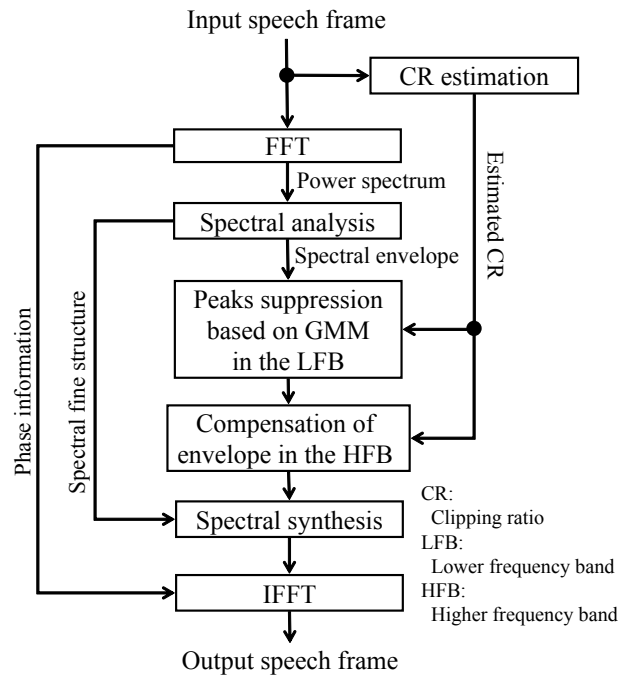 Input speech frame
CR estimation
FFT
Power spectrum
Estimated CR
Spectral analysis
Spectral envelope
Peaks suppression
based on GMM
in the LFB
Phase information
Spectral fine structure
Compensation of
envelope in the HFB
Spectral synthesis
IFFT
Output speech frame
CR:
Clipping ratio
LFB:
Lower frequency band
HFB:
Higher frequency band